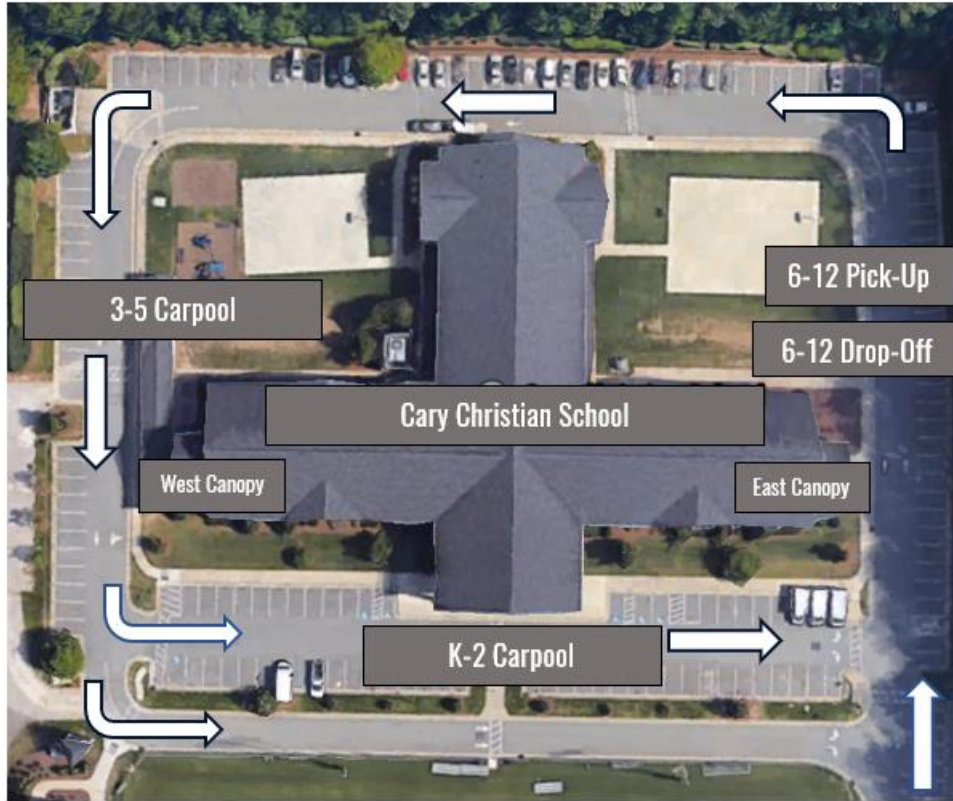 6-12 Pick-Up
3-5 Carpool
6-12 Drop-Off
Cary Christian School
West Canopy
East Canopy
K-2 Carpool